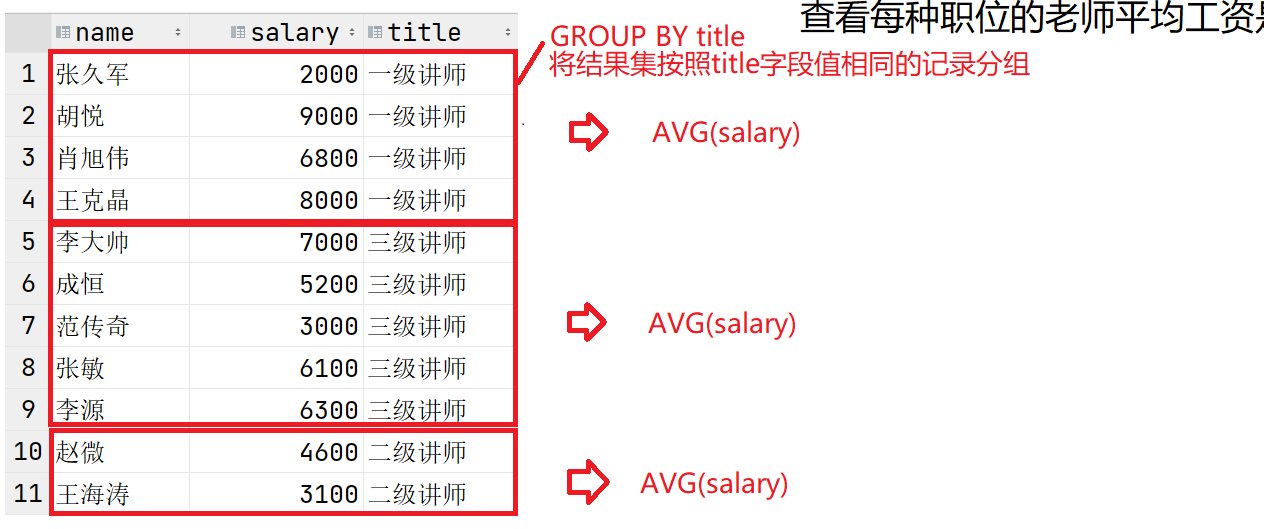 查看每种职位的老师平均工资是
name salary title
GROUP BY title
将结果集按照title字段值相同的记录分组
1 张久军 2000 一级讲师
2 胡悦 9000 一级讲师
AVG(salary)
3 肖旭伟 6800 一级讲师
4 王克晶 8000 一级讲师
5 李大帅 7000 三级讲师
6 成恒 5200 三级讲师
7 范传奇 3000 三级讲师
AVG(salary)
8 张敏 6100 三级讲师
9 李源 6300 三级讲师
10 赵微 4600 二级讲师
11 王海涛 3100 二级讲师
AVG(salary)